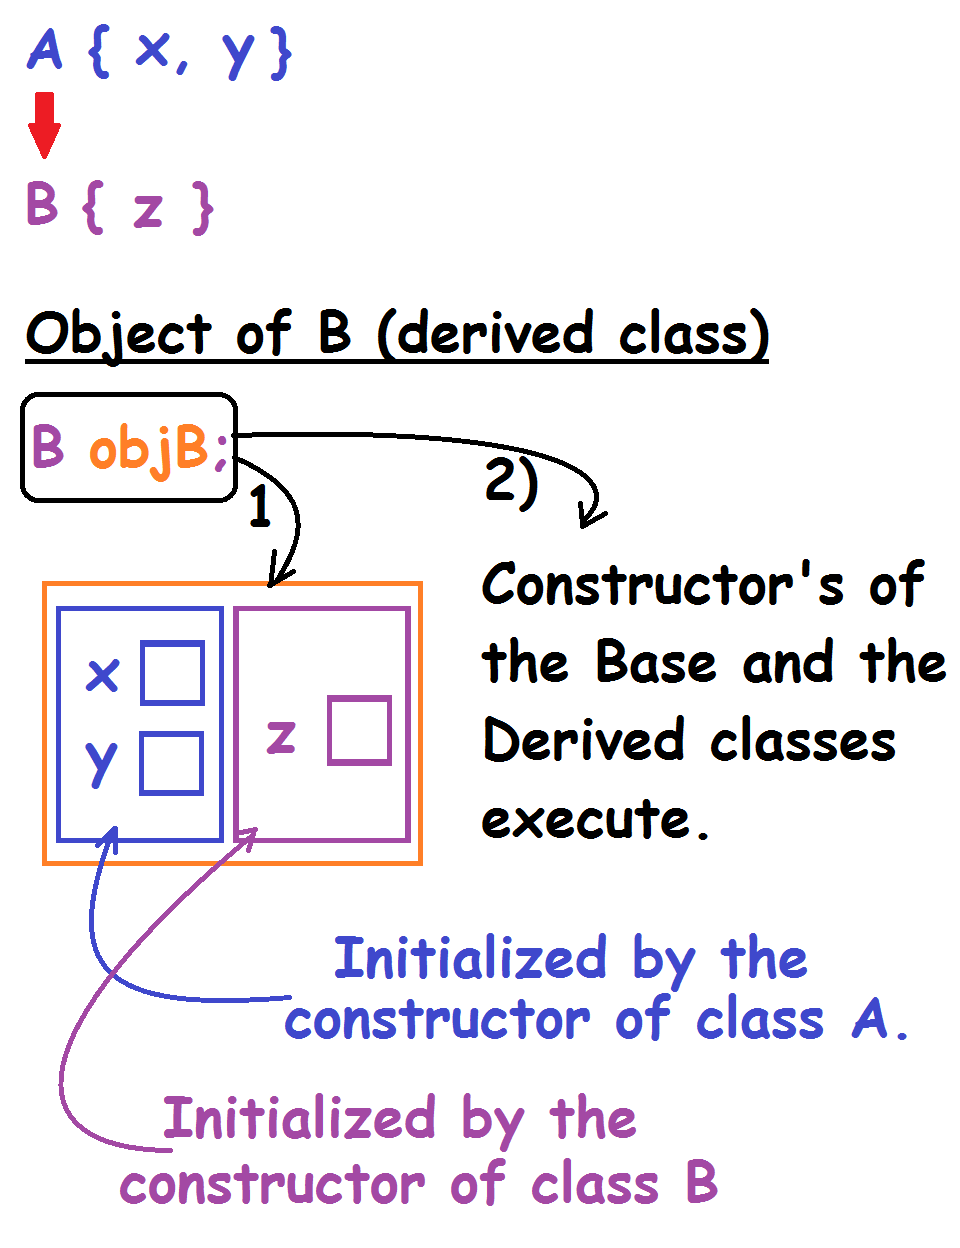 A { x, y }
B { z }
Object of B (derived class)
B objB;
1
2)
x
y
z
Constructor's of
the Base and the
Derived classes
execute.
Initialized by the
constructor of class A.
Initialized by the
constructor of class B